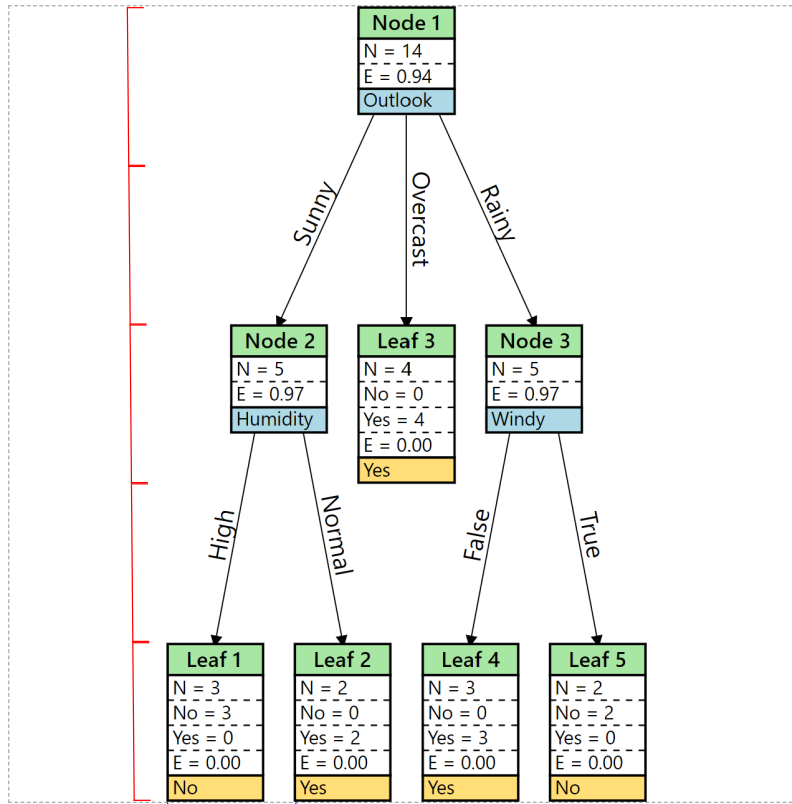 Node 1
N = 14
E = 0.94
Outlook
Sunny
Overcast
Rainy
Node 2
N = 5
E = 0.97
Humidity
Leaf 3
N = 4
No = 0
Yes = 4
E = 0.00
Yes
Node 3
N = 5
E = 0.97
Windy
High
Normal
False
True
Leaf 1
N = 3
No = 3
Yes = 0
E = 0.00
No
Leaf 2
N = 2
No = 0
Yes = 2
E = 0.00
Yes
Leaf 4
N = 3
No = 0
Yes = 3
E = 0.00
Yes
Leaf 5
N = 2
No = 2
Yes = 0
E = 0.00
No